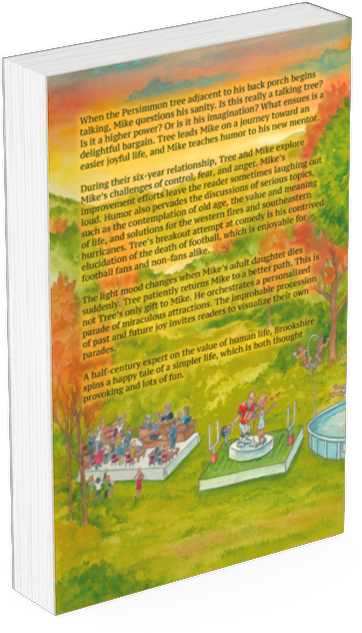 When the Persimmon tree adjacent to his back porch begins
talking, Mike questions his sanity. Is this really a talking tree?
Is it a higher power? Or is it his imagination? What ensues is a
delightful bargain. Tree leads Mike on a journey toward an
easier joyful life, and Mike teaches humor to his new mentor.
During their six-year relationship, Tree and Mike explore
Mike's challenges of control, fear, and anger. Mike's
improvement efforts leave the reader sometimes laughing out
loud. Humor also pervades the discussions of serious topics,
such as the contemplation of old age, the value and meaning
of life, and solutions for the western fires and southeastern
hurricanes. Tree's breakout attempt at comedy is his contrived
elucidation of the death of football, which is enjoyable for
football fans and non-fans alike.
The light mood changes when Mike's adult daughter dies
suddenly. Tree patiently returns Mike to a better path. This is
not Tree's only gift to Mike. He orchestrates a personalized
parade of miraculous attractions. The improbable procession
of past and future joy invites readers to visualize their own
parades.
A half-century expert on the value of human life, Brookshire
spins a happy tale of a simpler life, which is both thought
provoking and lots of fun.